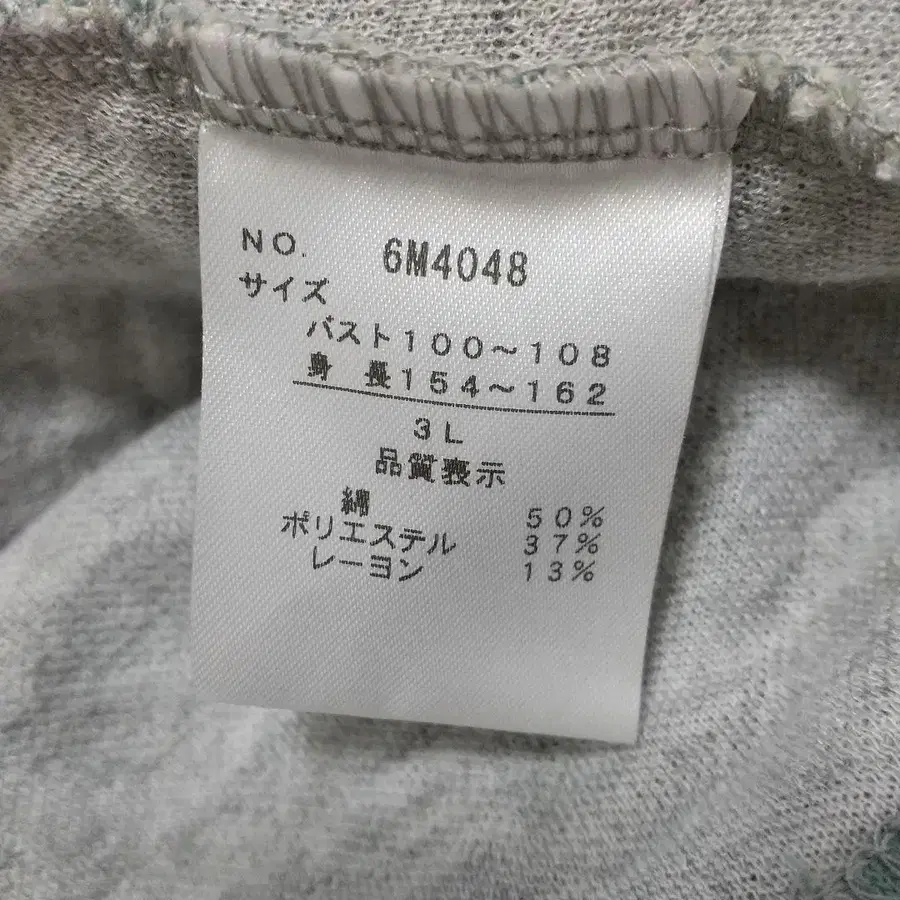 NO. 6M4048
サイズ
バスト100～108
身長154～162
3L
品質表示
綿 50%
ポリエステル 37%
レーヨン 13%